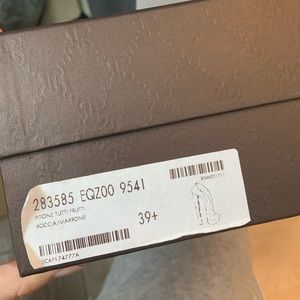 283585 EQZ00 9541
PITONE TUTTI FRUTTI
ROCCIA/MARRONE
39+